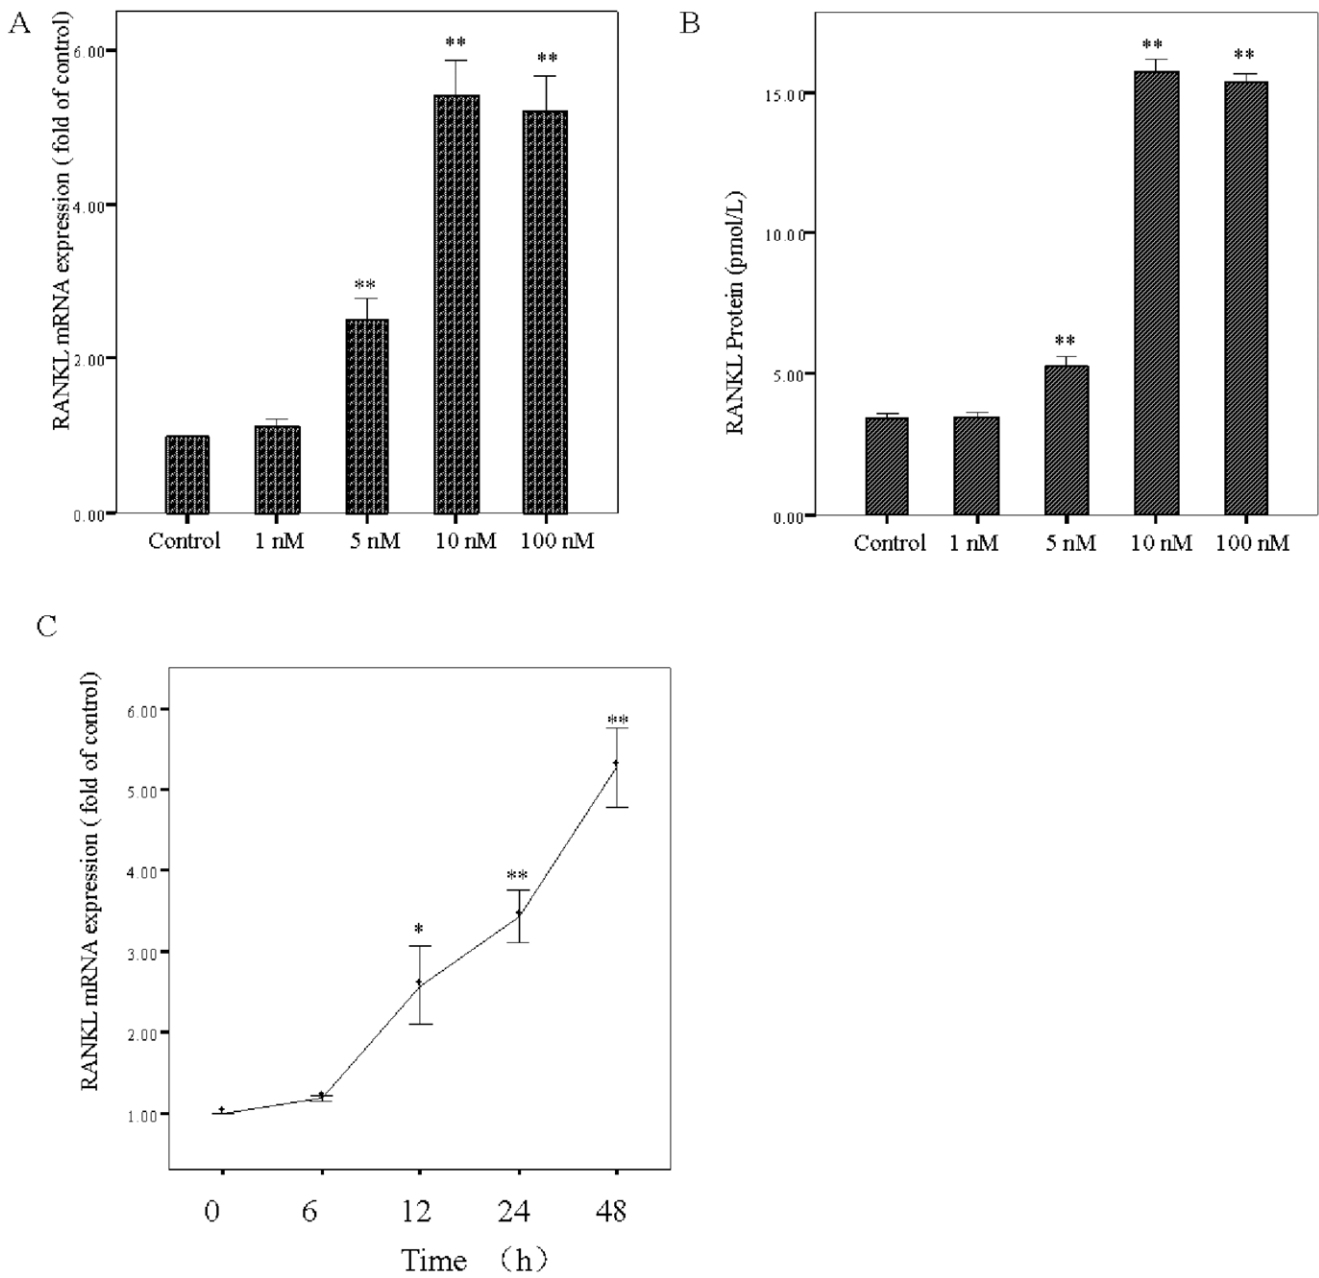 A
RANKL mRNA expression ( fold of control)
6.00
4.00
2.00
0.00
**
**
**
Control 1 nM 5 nM 10 nM 100 nM
B
RANKL Protein (pmol/L)
15.00
10.00
5.00
0.00
**
**
**
Control 1 nM 5 nM 10 nM 100 nM
C
RANKL mRNA expression ( fold of control)
6.00
5.00
4.00
3.00
2.00
1.00
*
**
**
0 6 12 24 48
Time （h）